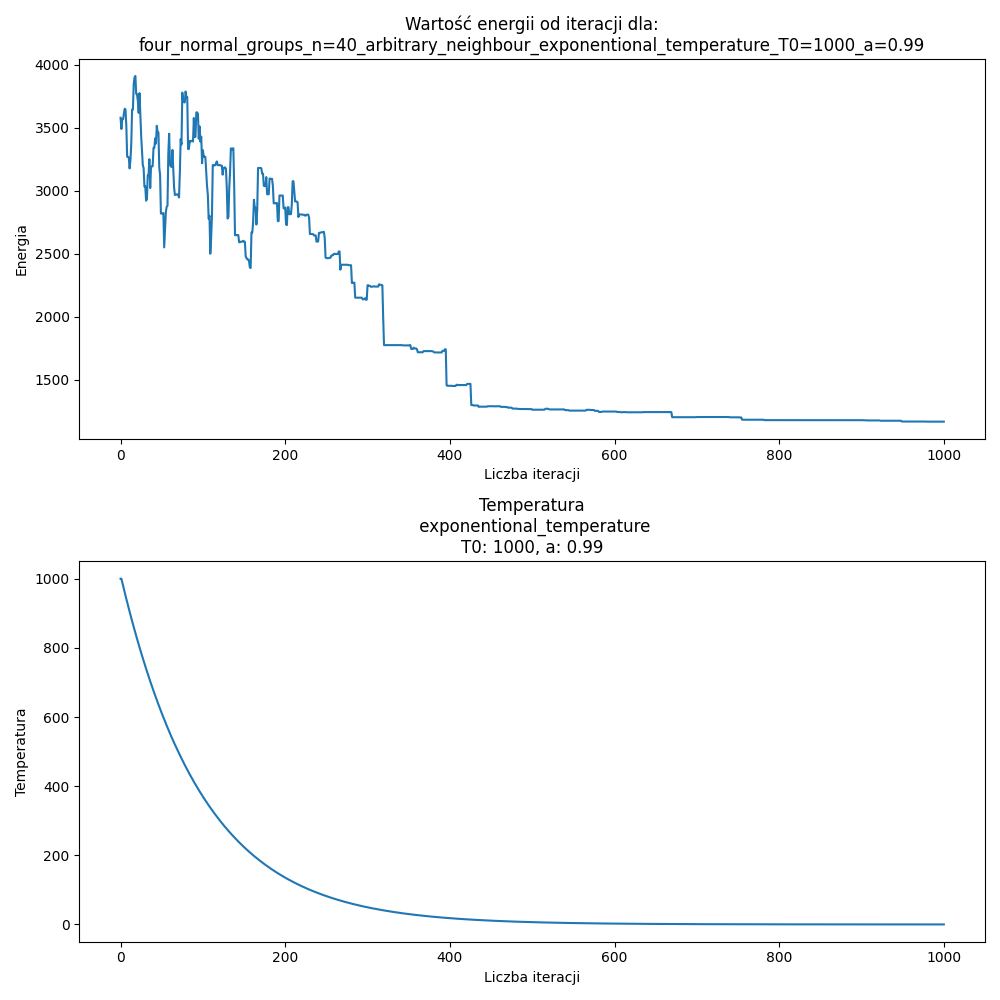 Wartość energii od iteracji dla:
four_normal_groups_n=40_arbitrary_neighbour_exponentional_temperature_T0=1000_a=0.99
4000
3500
3000
2500
2000
1500
Energia
0
200
400
600
800
1000
Liczba iteracji
Temperatura
exponentional_temperature
T0: 1000, a: 0.99
1000
800
600
400
200
0
Temperatura
0
200
400
600
800
1000
Liczba iteracji